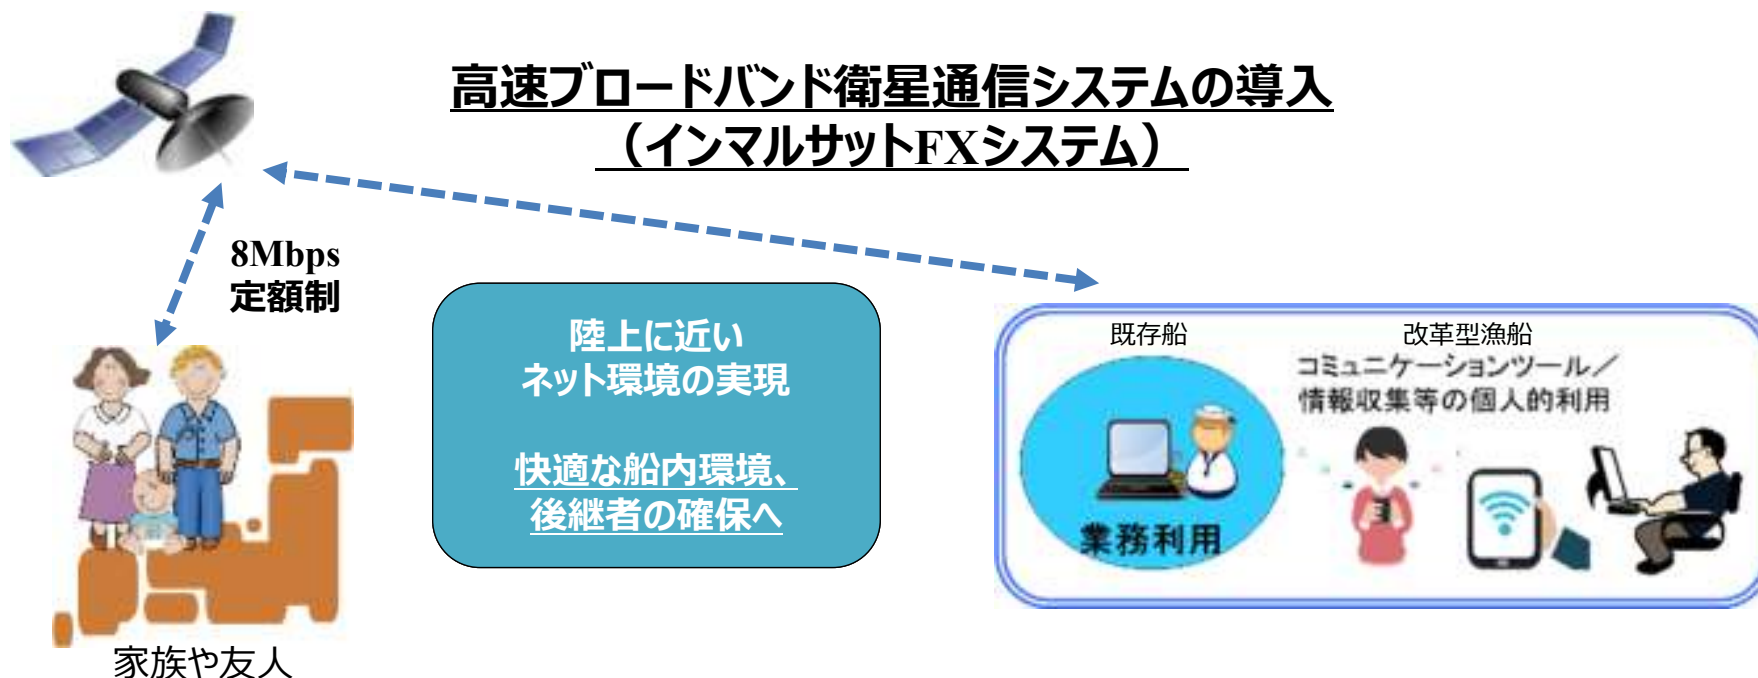 高速ブロードバンド衛星通信システムの導入
（インマルサットFXシステム）
8Mbps
定額制
陸上に近い
ネット環境の実現
快適な船内環境、
後継者の確保へ
既存船
改革型漁船
コミュニケーションツール／
情報収集等の個人的利用
業務利用
家族や友人